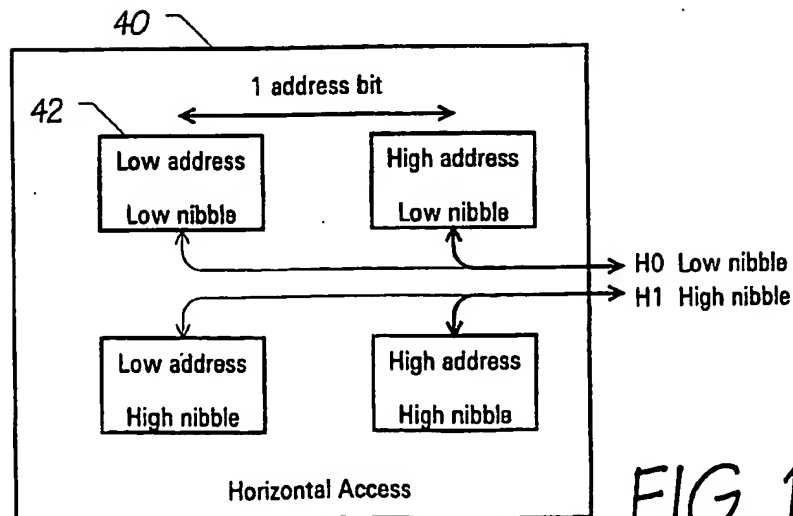 40
1 address bit
42
Low address
Low nibble
High address
Low nibble
H0 Low nibble
H1 High nibble
Low address
High nibble
High address
High nibble
Horizontal Access
FIG 1